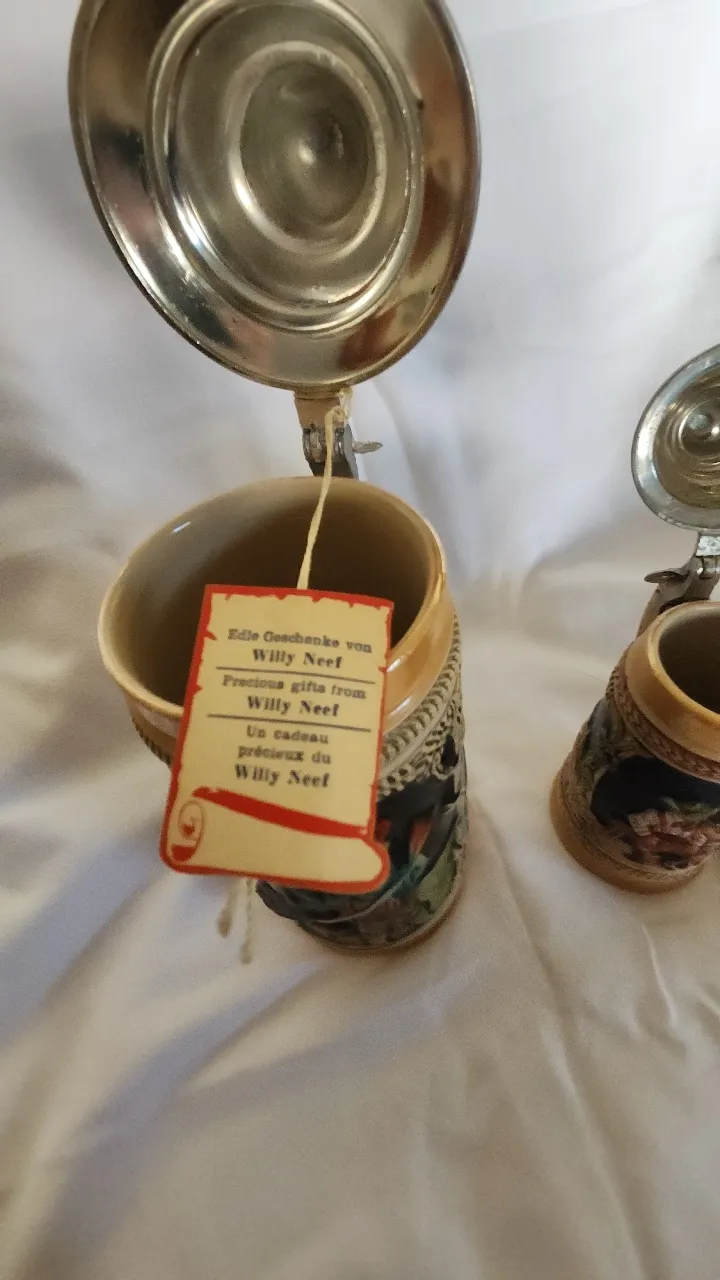 Edle Geschenke von
Willy Neef
Precious gifts from
Willy Neef
Un cadeau
précieux du
Willy Neef